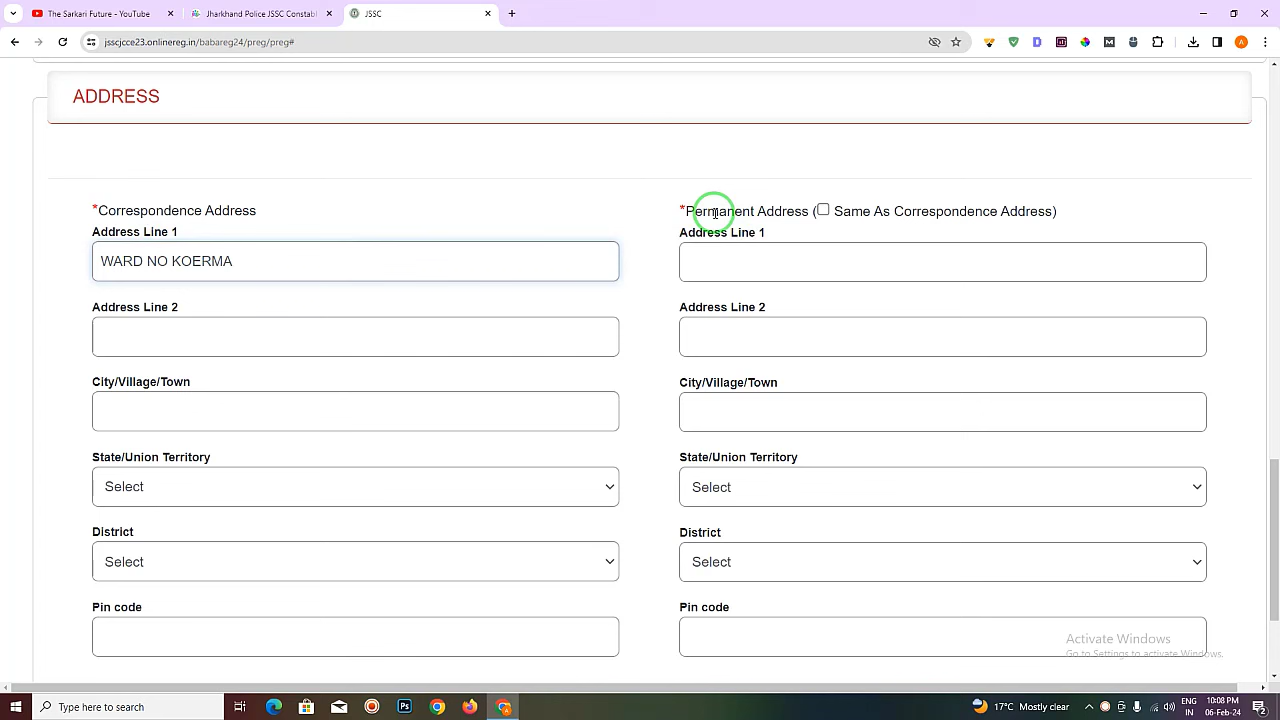 The Sarkari Future - YouTube
Jharkhand Police JSSC Constabl
JSSC
jsscjcce23.onlinereg.in/babareg24/preg/preg#
ADDRESS
*Correspondence Address
*Permanent Address ( Same As Correspondence Address)
Address Line 1
Address Line 1
WARD NO KOERMA
Address Line 2
Address Line 2
City/Village/Town
City/Village/Town
State/Union Territory
State/Union Territory
Select
Select
District
District
Select
Select
Pin code
Pin code
Activate Windows
Go to Settings to activate Windows.
Type here to search
17°C Mostly clear
ENG
IN
10:08 PM
06-Feb-24